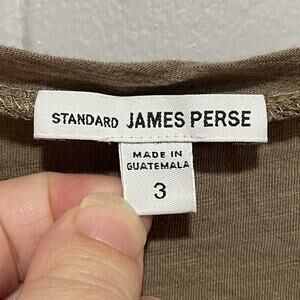 STANDARD JAMES PERSE
MADE IN
GUATEMALA
3